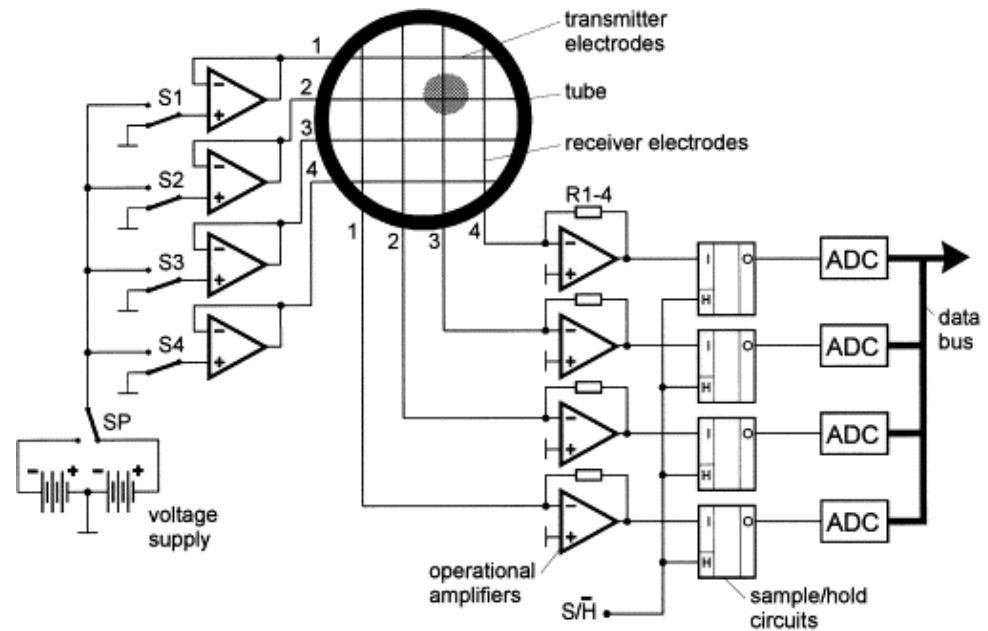 transmitter
electrodes
1
S1
−
+
2
tube
3
receiver electrodes
S2
−
+
4
R1-4
S3
−
+
1
2
3
4
−
+
I
O
H
ADC
S4
−
+
data
bus
−
+
I
O
H
ADC
SP
−
+
I
O
H
ADC
−
+
−
+
voltage
supply
−
+
I
O
H
ADC
operational
amplifiers
S/H̅
sample/hold
circuits